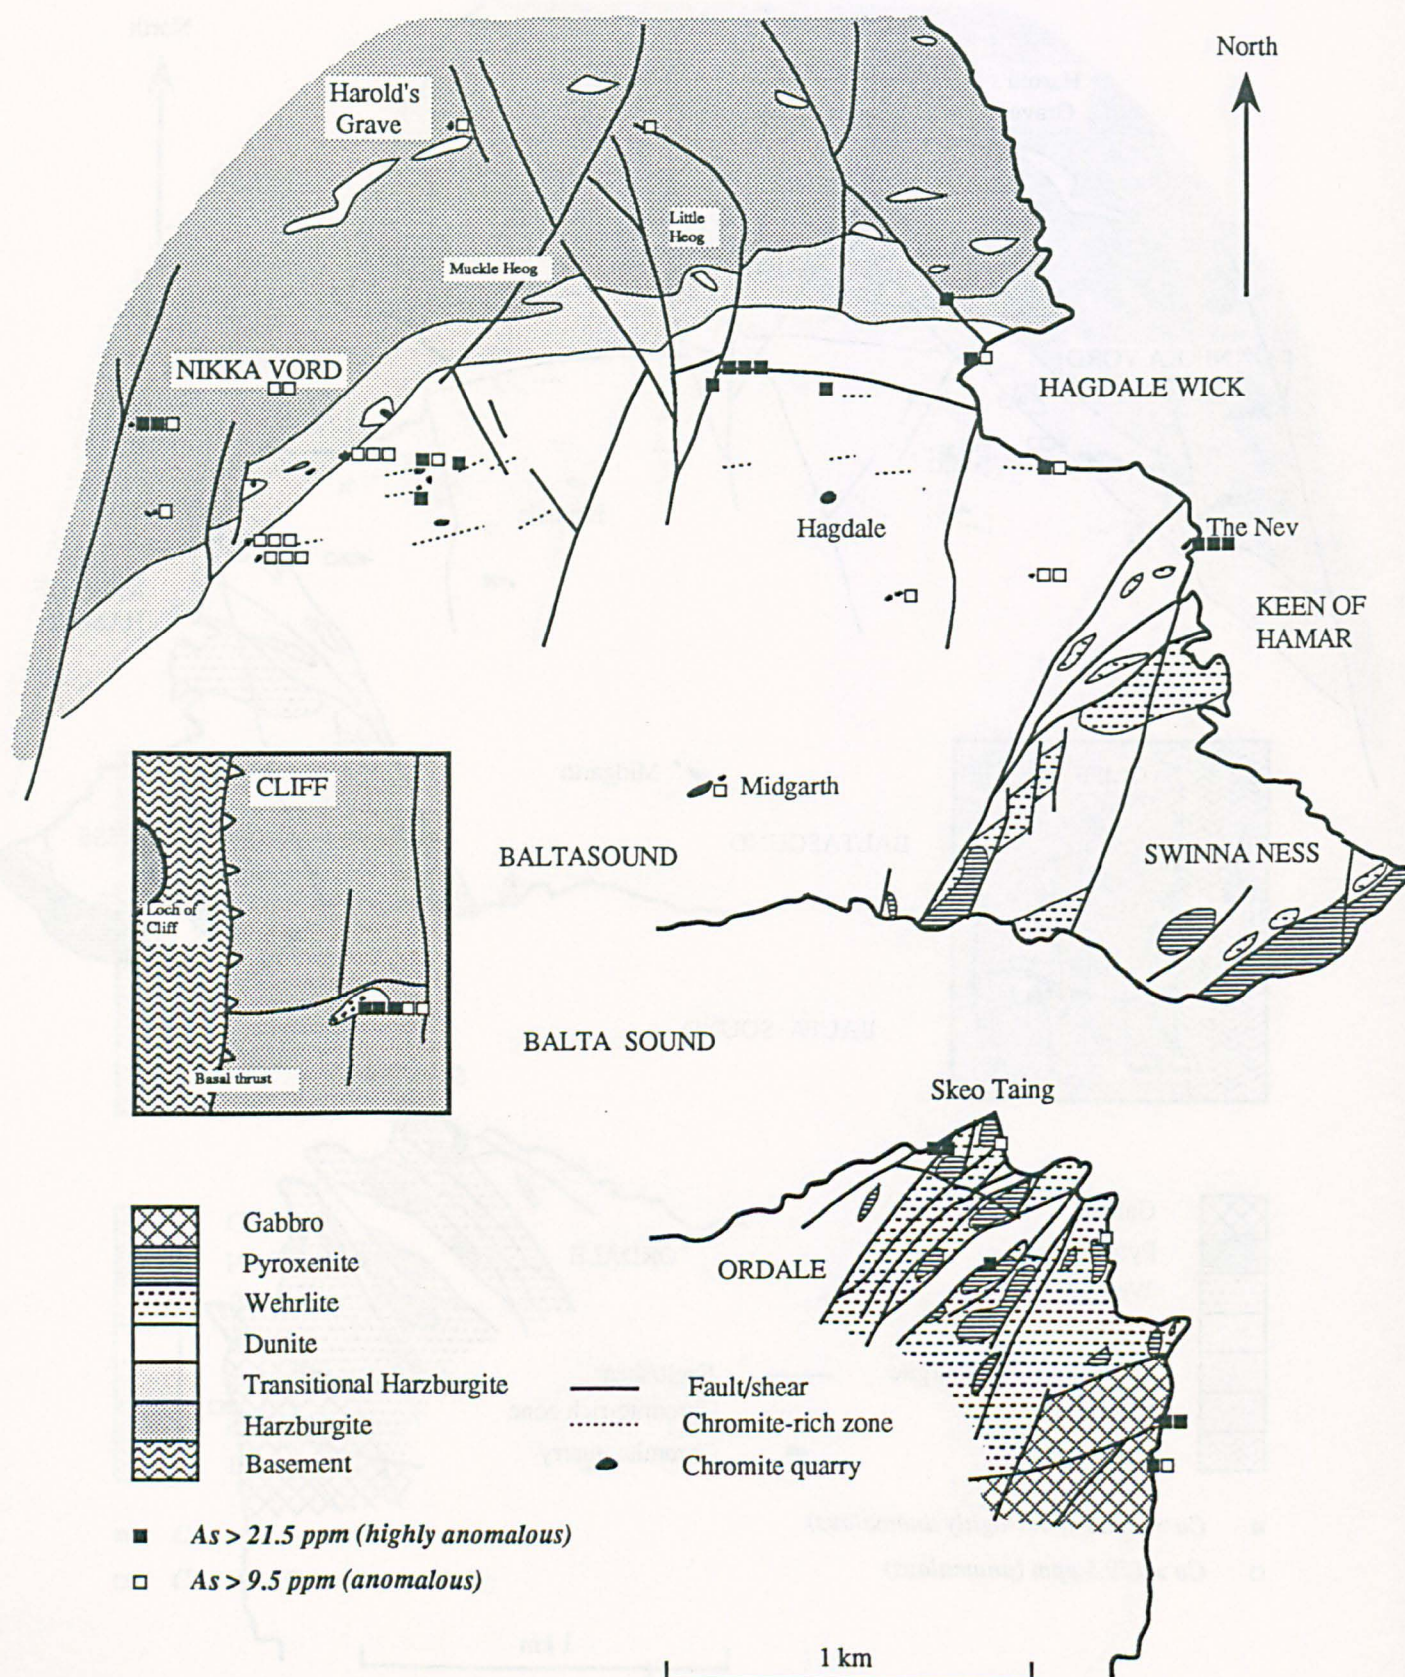 North
Harold's
Grave
Little
Heog
Muckle Heog
NIKKA VORD
HAGDALE WICK
The Nev
Hagdale
KEEN OF
HAMAR
CLIFF
Midgarth
BALTASOUND
SWINNA NESS
Loch of
Cliff
BALTA SOUND
Basal thrust
Skeo Taing
ORDALE
Gabbro
Pyroxenite
Wehrlite
Dunite
Transitional Harzburgite
Harzburgite
Basement
Fault/shear
Chromite-rich zone
Chromite quarry
As > 21.5 ppm (highly anomalous)
As > 9.5 ppm (anomalous)
1 km